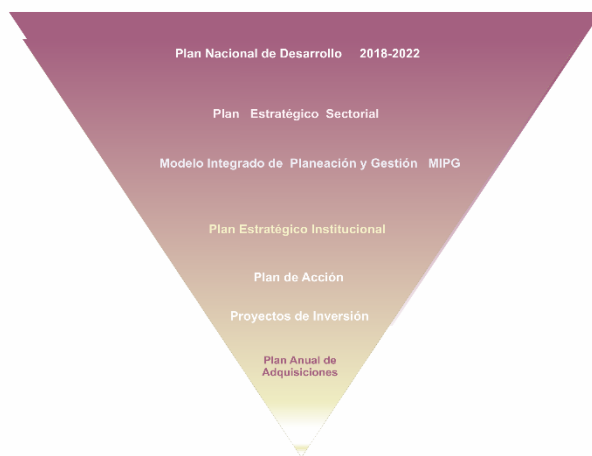 Plan Nacional de Desarrollo 2018-2022
Plan Estratégico Sectorial
Modelo Integrado de Planeación y Gestión MIPG
Plan Estratégico Institucional
Plan de Acción
Proyectos de Inversión
Plan Anual de
Adquisiciones